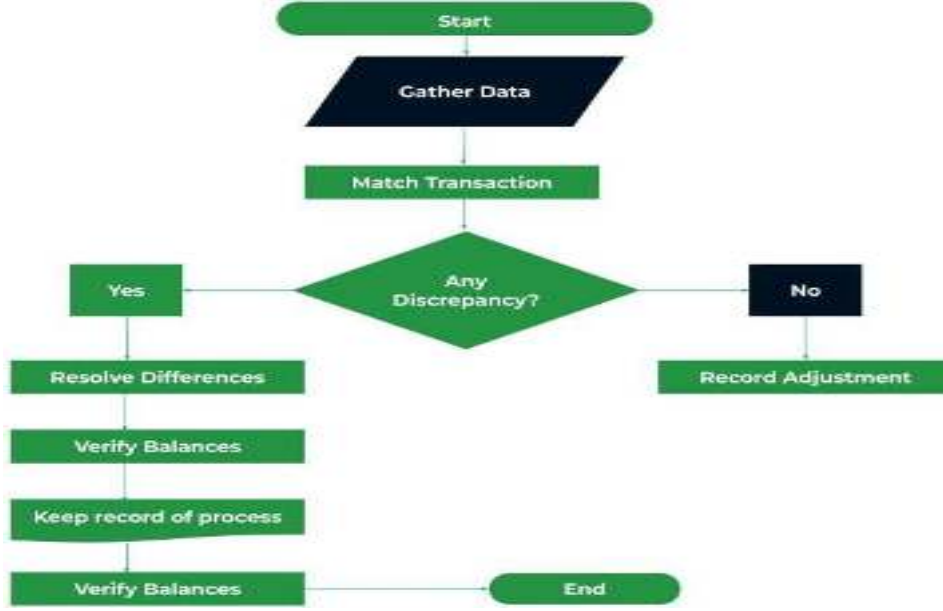 Start
Gather Data
Match Transaction
Any
Discrepancy?
Yes
No
Resolve Differences
Record Adjustment
Verify Balances
Keep record of process
Verify Balances
End